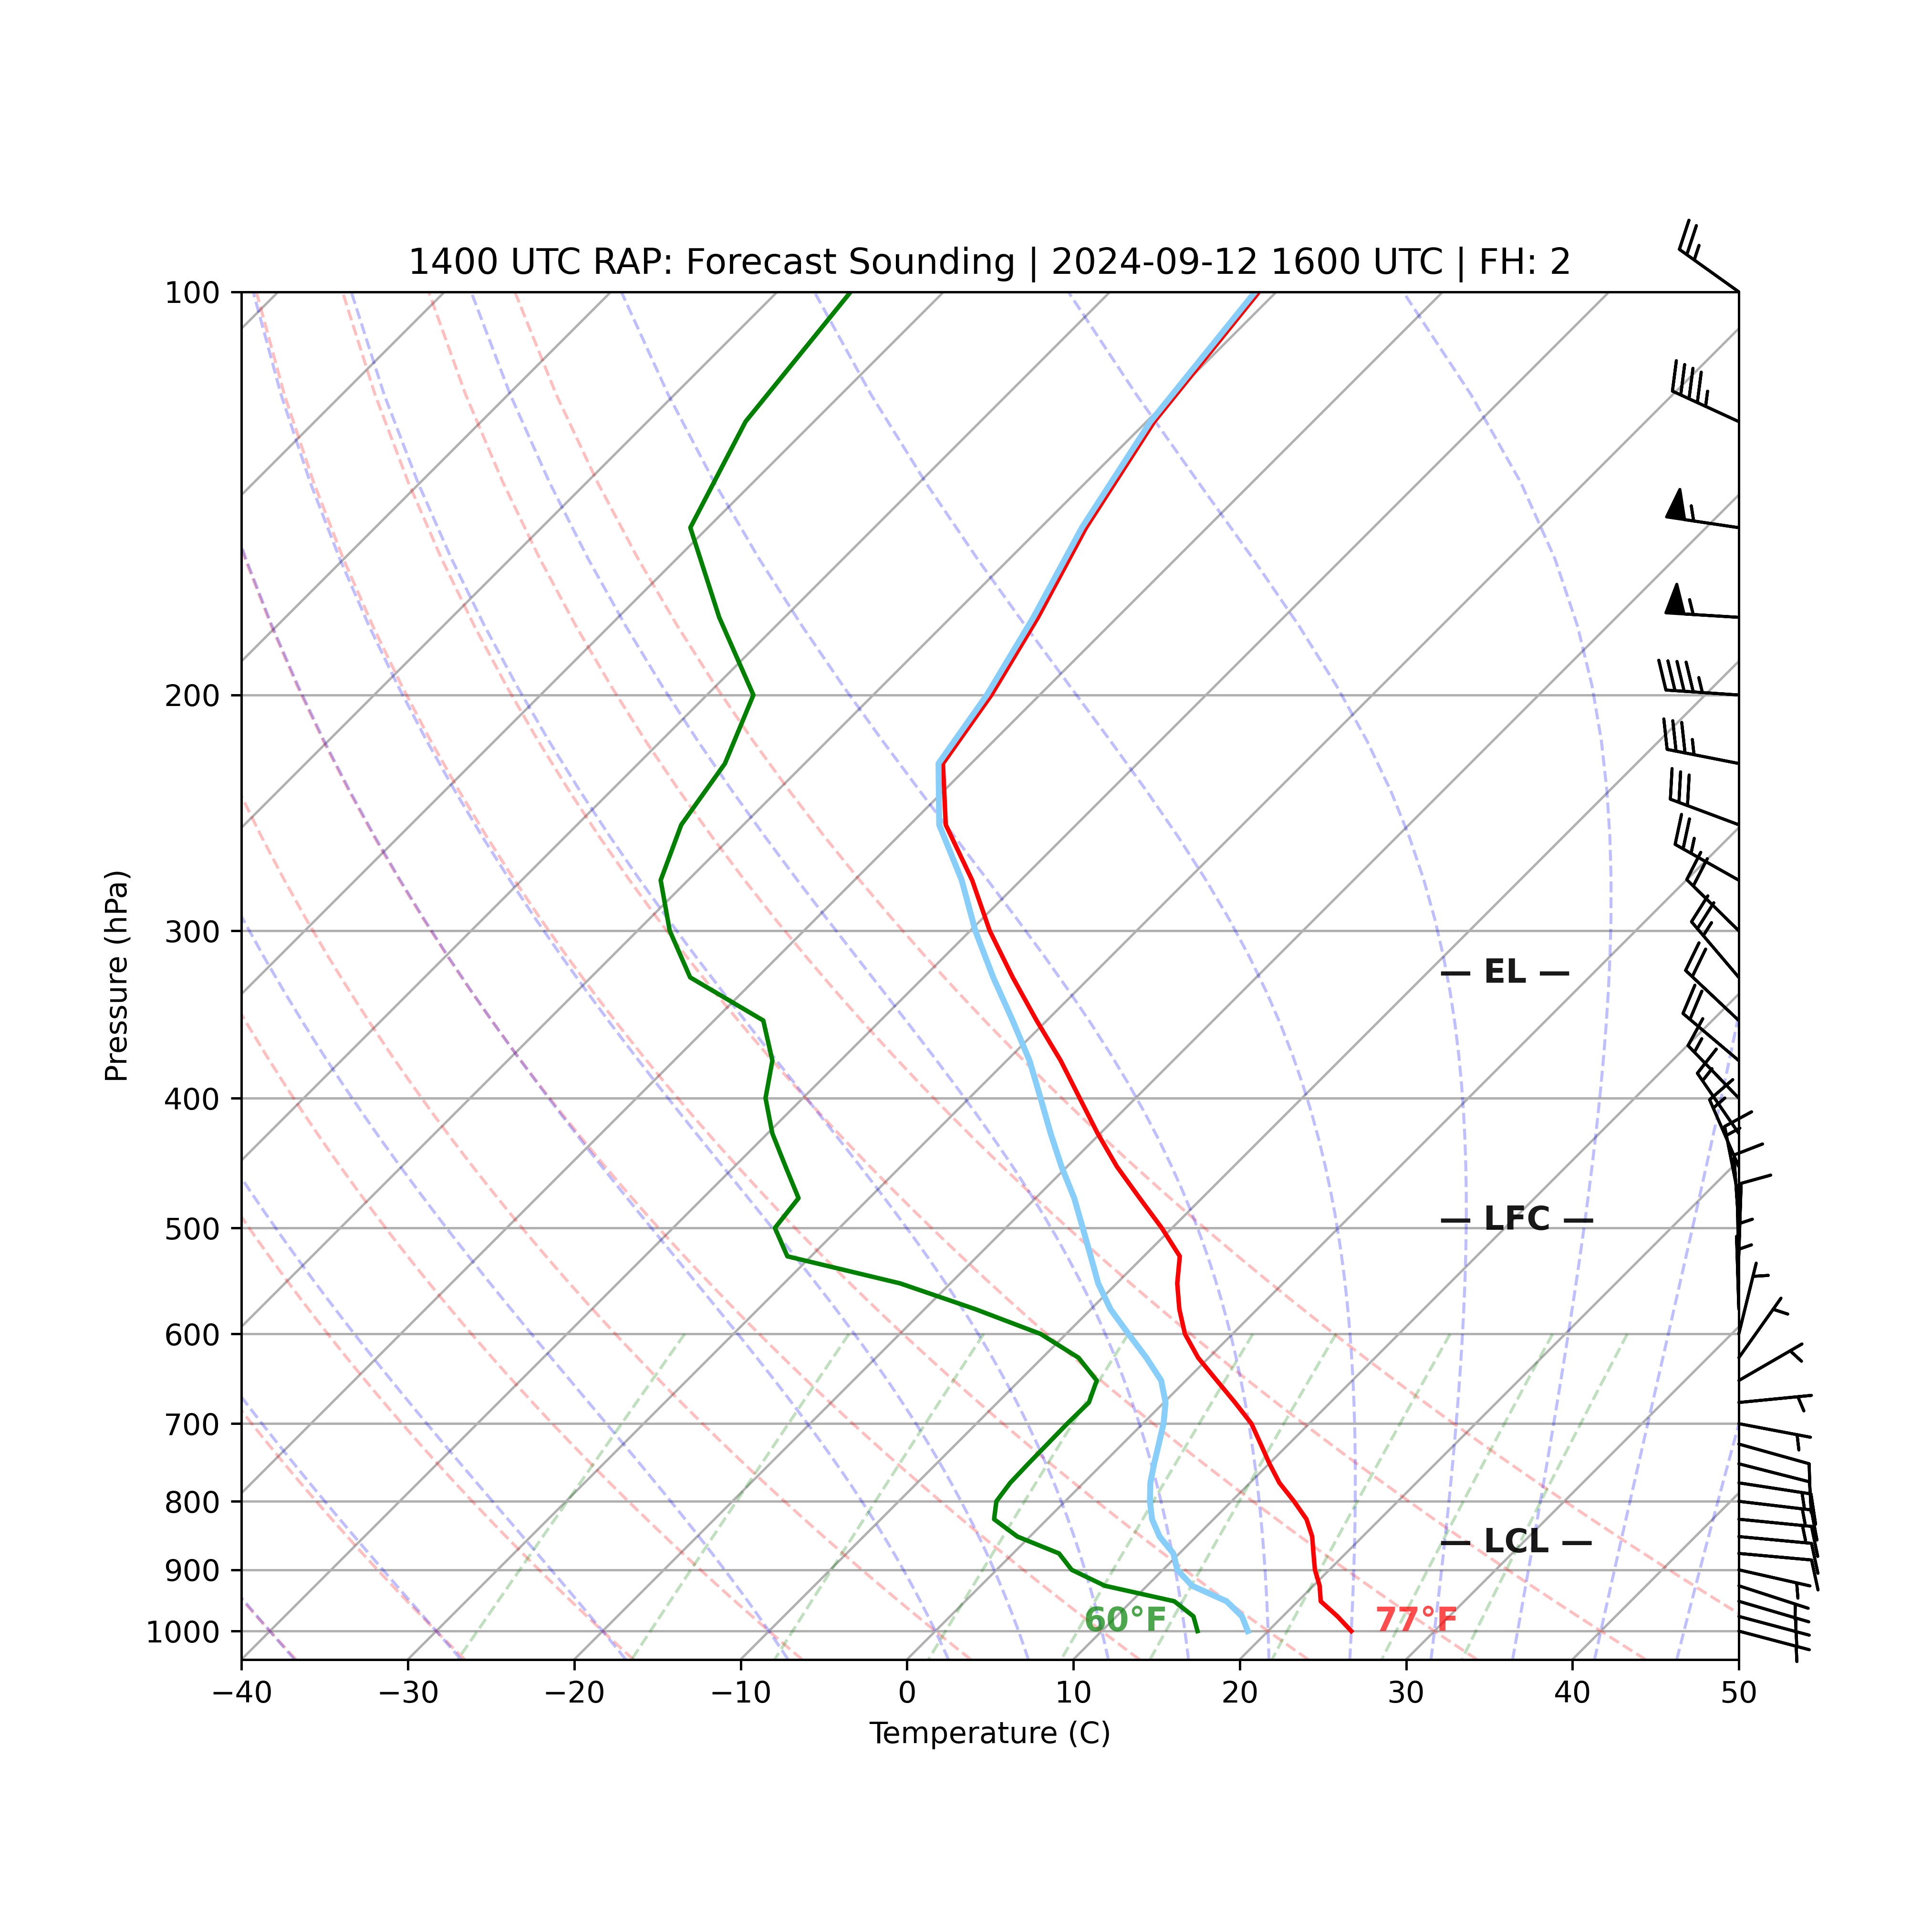 1400 UTC RAP: Forecast Sounding | 2024-09-12 1600 UTC | FH: 2
100
200
300
400
500
600
700
800
900
1000
Pressure (hPa)
— EL —
— LFC —
— LCL —
60°F
77°F
−40 −30 −20 −10 0 10 20 30 40 50
Temperature (C)